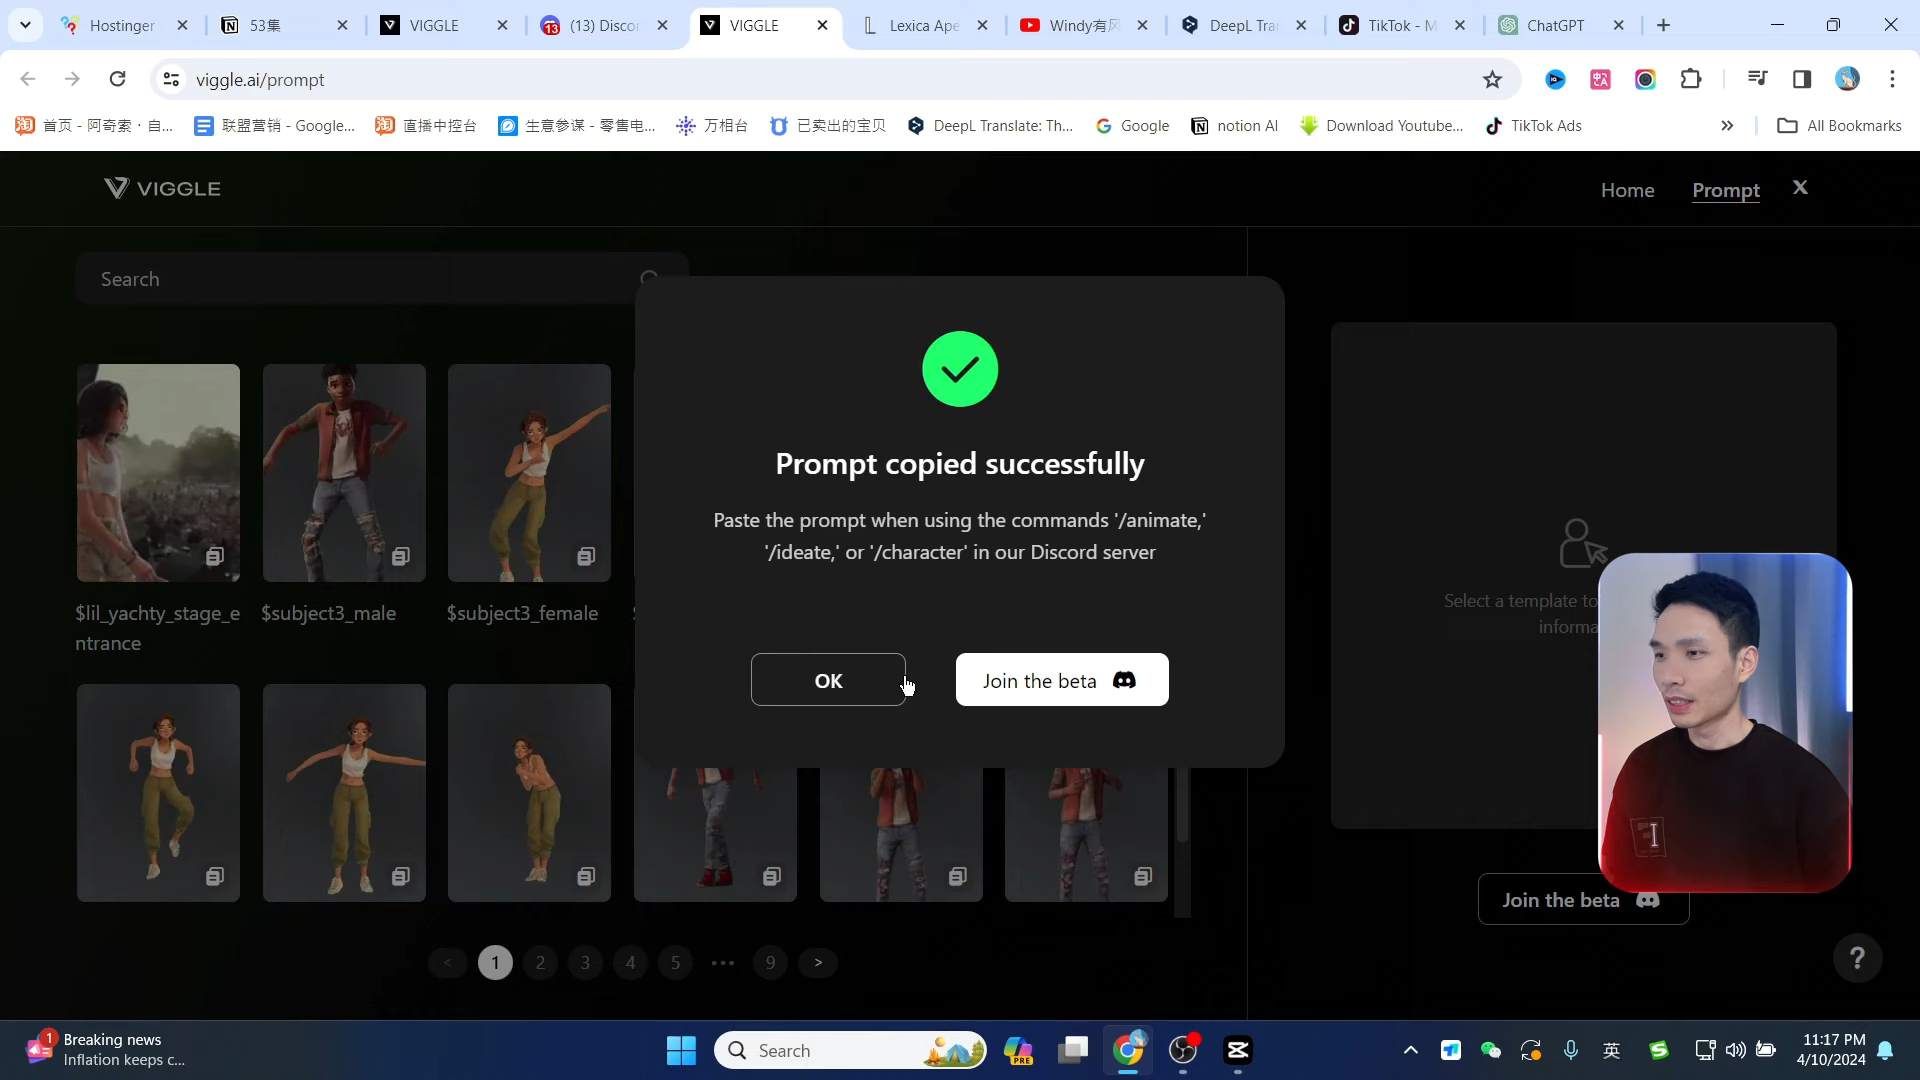 Hostinger
53集
VIGGLE
(13) Discor
VIGGLE
Lexica Ape
Windy有风
DeepL Tra
TikTok - M
ChatGPT
viggle.ai/prompt
首页 - 阿奇索 · 自...
联盟营销 - Google...
直播中控台
生意参谋 - 零售电...
万相台
已卖出的宝贝
DeepL Translate: Th...
Google
notion AI
Download Youtube...
TikTok Ads
All Bookmarks
VIGGLE
Home
Prompt
X
Search
Prompt copied successfully
Paste the prompt when using the commands '/animate,'
'/ideate,' or '/character' in our Discord server
OK
Join the beta
$lil_yachty_stage_e
ntrance
$subject3_male
$subject3_female
Select a template to
informa
Join the beta
?
<
1
2
3
4
5
•••
9
>
1
Breaking news
Inflation keeps c...
Search
PRE
英
11:17 PM
4/10/2024